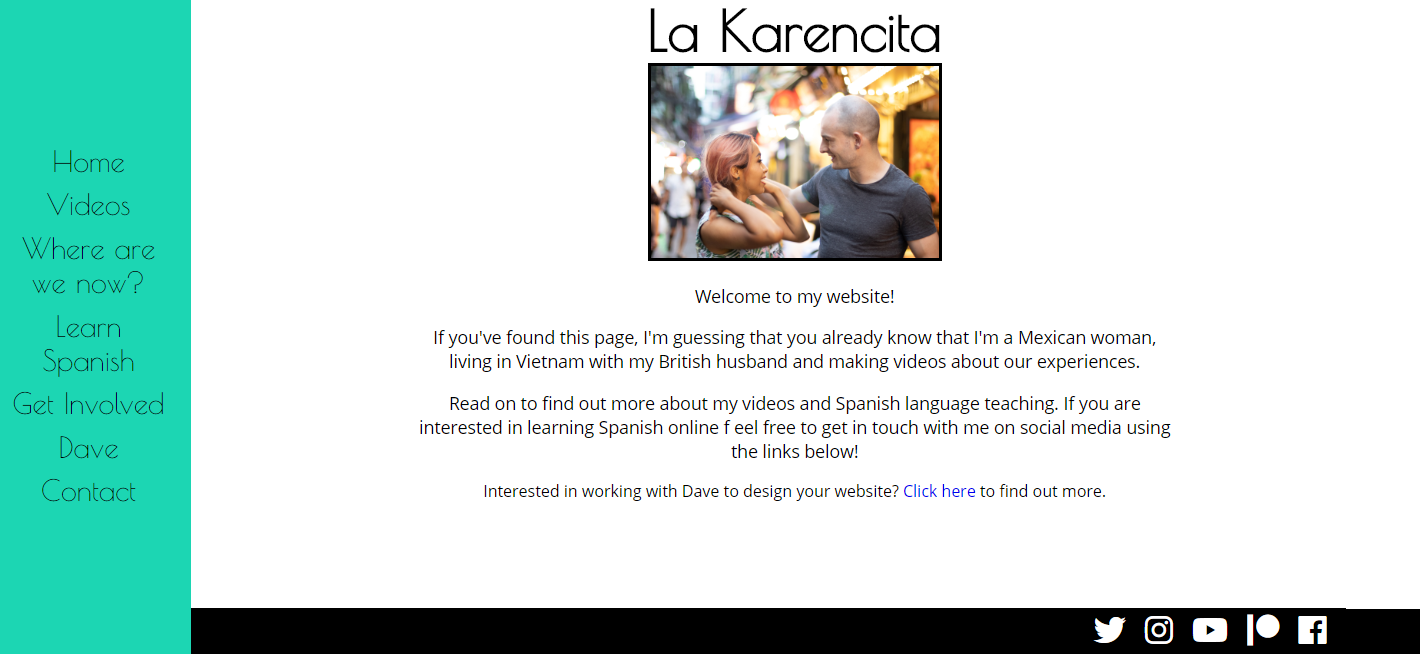 La Karencita
Home
Videos
Where are
we now?
Learn
Spanish
Get Involved
Dave
Contact
Welcome to my website!
If you've found this page, I'm guessing that you already know that I'm a Mexican woman,
living in Vietnam with my British husband and making videos about our experiences.
Read on to find out more about my videos and Spanish language teaching. If you are
interested in learning Spanish online f eel free to get in touch with me on social media using
the links below!
Interested in working with Dave to design your website? Click here to find out more.